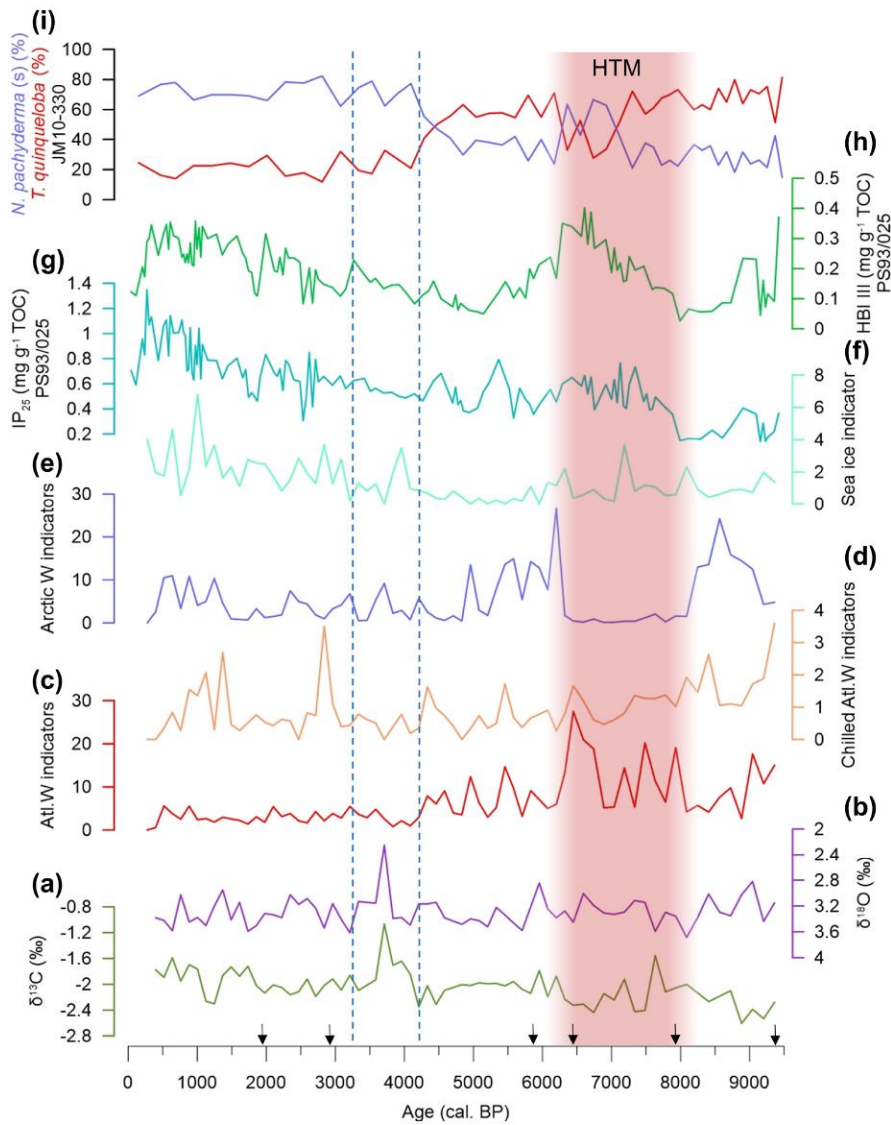 (i)
HTM
100
80
60
40
20
0
N. pachyderma (s) (%)
T. quinqueloba (%)
JM10-330
(h)
0.5
0.4
0.3
0.2
0.1
0
HBI III (mg g⁻¹ TOC)
PS93/025
(g)
1.4
1.2
1
0.8
0.6
0.4
0.2
IP₂₅ (mg g⁻¹ TOC)
PS93/025
(f)
8
6
4
2
0
Sea ice indicator
(e)
30
20
10
0
Arctic W indicators
(d)
4
3
2
1
0
Chilled Atl.W indicators
(c)
30
20
10
0
Atl.W indicators
(b)
2
2.4
2.8
3.2
3.6
4
δ¹⁸O (‰)
(a)
-0.8
-1.2
-1.6
-2
-2.4
-2.8
δ¹³C (‰)
0 1000 2000 3000 4000 5000 6000 7000 8000 9000
Age (cal. BP)